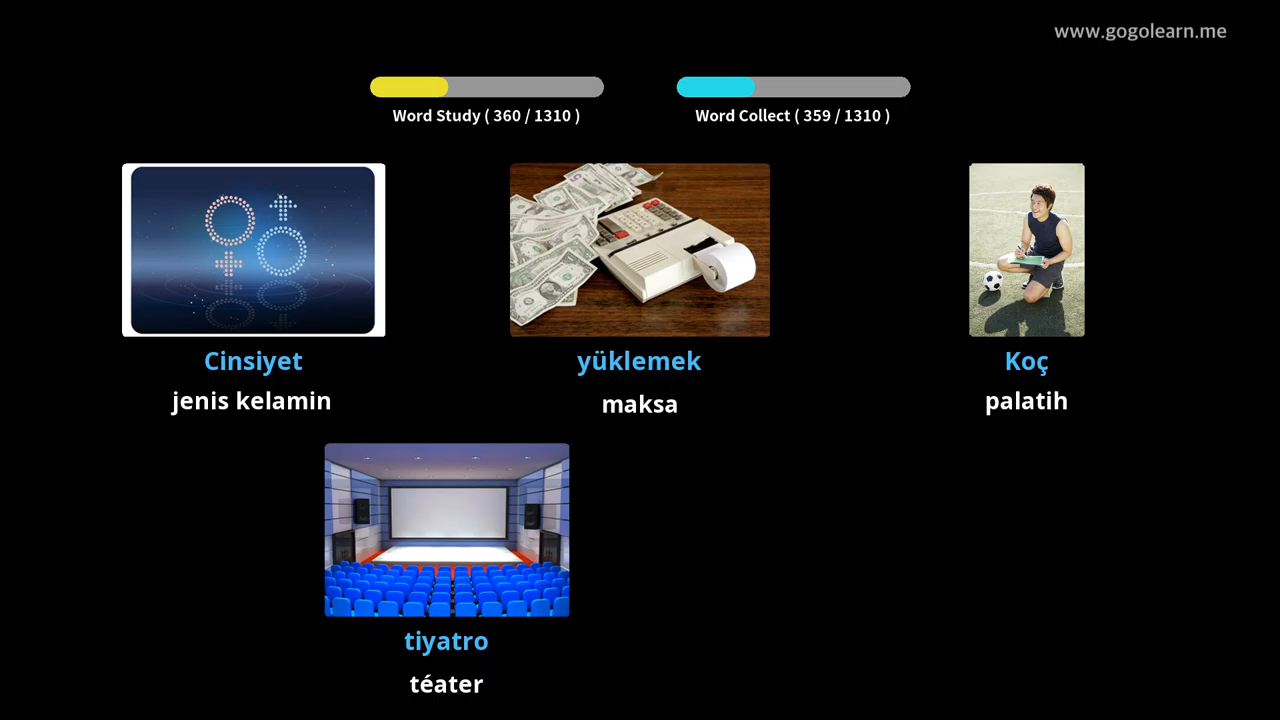 www.gogolearn.me
Word Study ( 360 / 1310 )
Word Collect ( 359 / 1310 )
Cinsiyet
jenis kelamin
yüklemek
maksa
Koç
palatih
tiyatro
téater